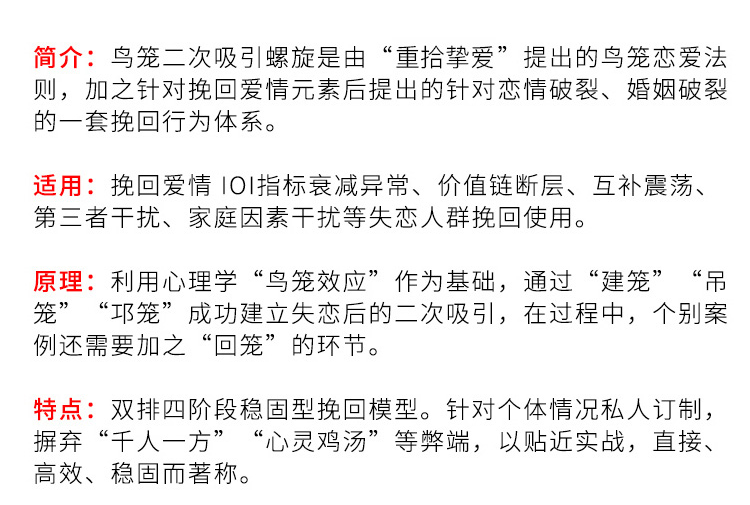 简介：鸟笼二次吸引螺旋是由“重拾挚爱”提出的鸟笼恋爱法
则，加之针对挽回爱情元素后提出的针对恋情破裂、婚姻破裂
的一套挽回行为体系。
适用：挽回爱情 IOI指标衰减异常、价值链断层、互补震荡、
第三者干扰、家庭因素干扰等失恋人群挽回使用。
原理：利用心理学“鸟笼效应”作为基础，通过“建笼”“吊
笼”“邛笼”成功建立失恋后的二次吸引，在过程中，个别案
例还需要加之“回笼”的环节。
特点：双排四阶段稳固型挽回模型。针对个体情况私人订制，
摒弃“千人一方”“心灵鸡汤”等弊端，以贴近实战，直接、
高效、稳固而著称。